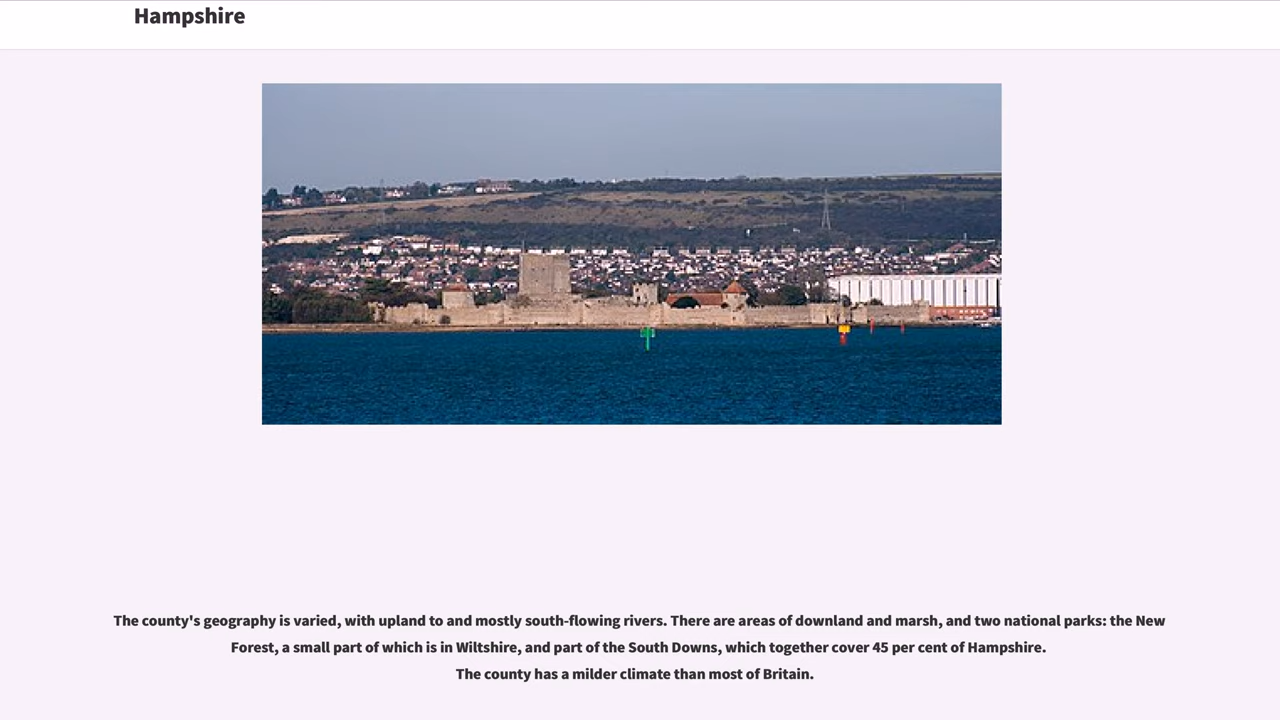 Hampshire
The county's geography is varied, with upland to and mostly south-flowing rivers. There are areas of downland and marsh, and two national parks: the New
Forest, a small part of which is in Wiltshire, and part of the South Downs, which together cover 45 per cent of Hampshire.
The county has a milder climate than most of Britain.